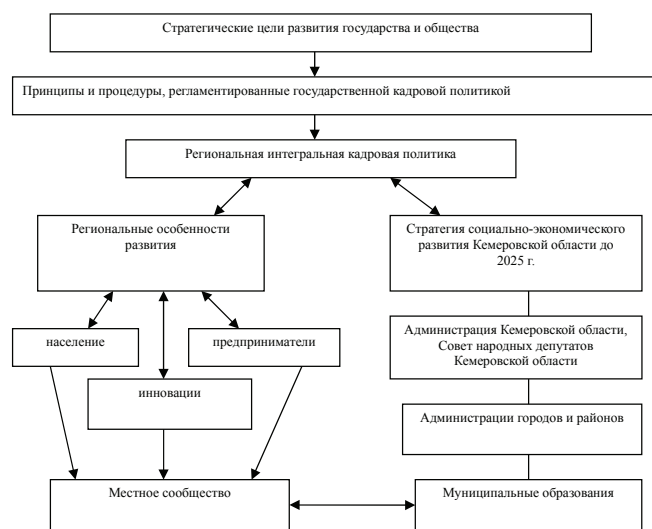 Стратегические цели развития государства и общества
Принципы и процедуры, регламентированные государственной кадровой политикой
Региональная интегральная кадровая политика
Региональные особенности
развития
Стратегия социально-экономического
развития Кемеровской области до
2025 г.
население
предприниматели
инновации
Администрация Кемеровской области,
Совет народных депутатов
Кемеровской области
Администрации городов и районов
Местное сообщество
Муниципальные образования